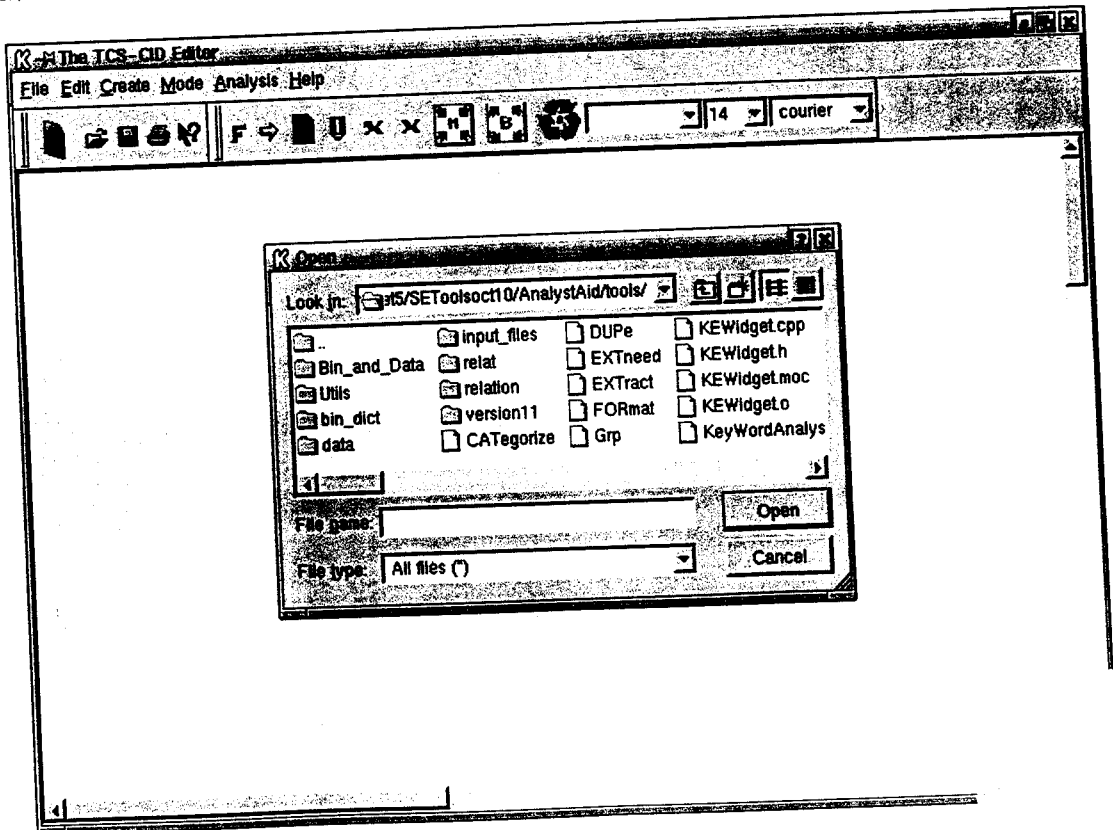 The TCS-CID Editor
File Edit Create Mode Analysis Help
F U M B 14 courier
Open
Look in: et5/SEToolsoct10/AnalystAid/tools/
.. input_files DUPe KEWidget.cpp
Bin_and_Data relat EXTneed KEWidget.h
Utils relation EXTract KEWidget.moc
bin_dict version11 FORmat KEWidget.o
data CATegorize Grp KeyWordAnalys
File name: Open
File type: All files (*) Cancel